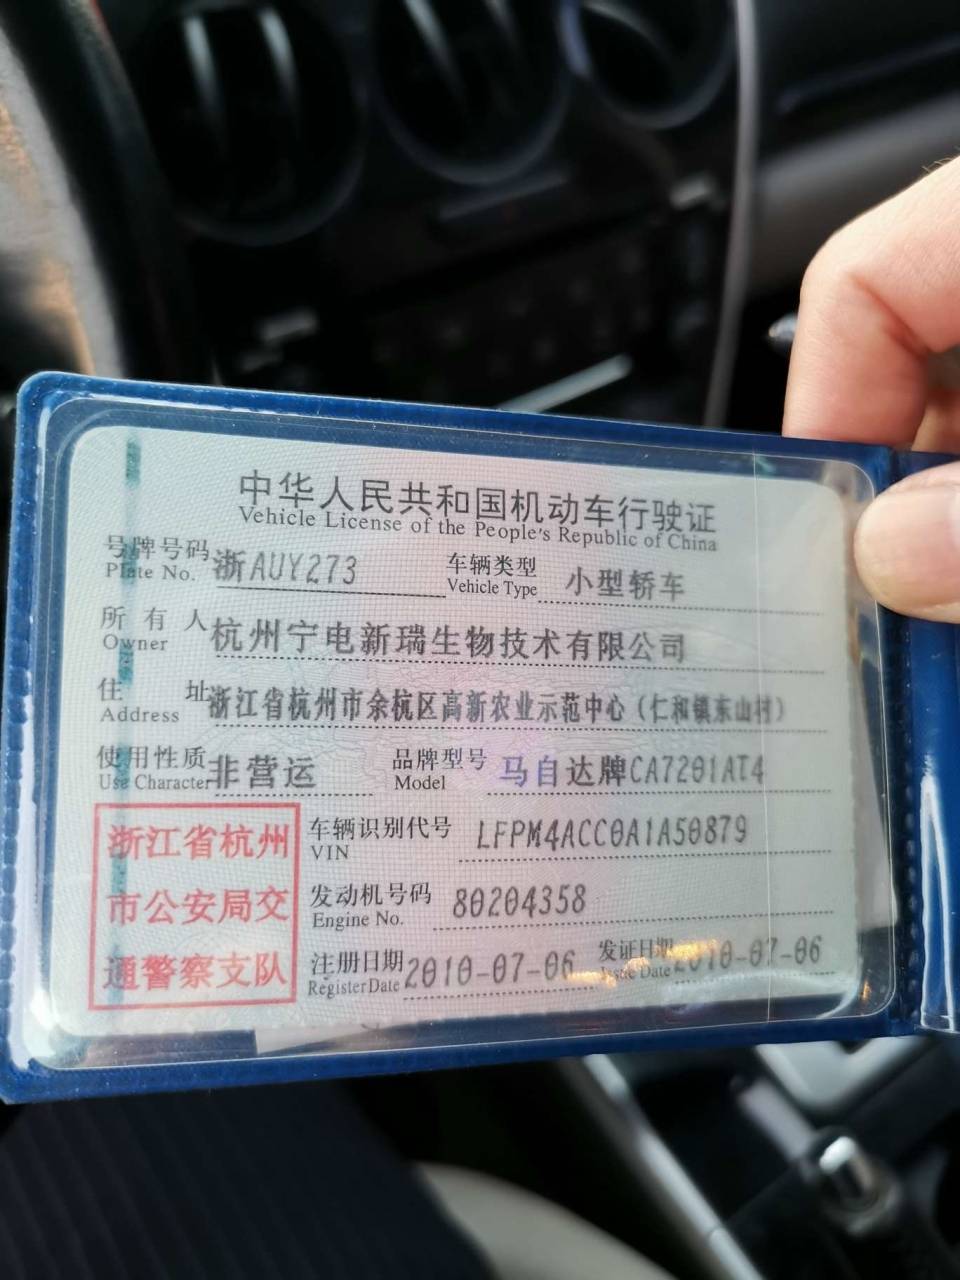 中华人民共和国机动车行驶证
Vehicle License of the People's Republic of China
号牌号码 浙AUY273 车辆类型 小型轿车
Plate No. Vehicle Type
所有人 杭州宁电新瑞生物技术有限公司
Owner
住址 浙江省杭州市余杭区高新农业示范中心（仁和镇东山村）
Address
使用性质 非营运 品牌型号 马自达牌CA7201AT4
Use Character Model
浙江省杭州
市公安局交
通警察支队
车辆识别代号 LFPM4ACC0A1A50879
VIN
发动机号码 80204358
Engine No.
注册日期 2010-07-06 发证日期 2010-07-06
Register Date Issue Date